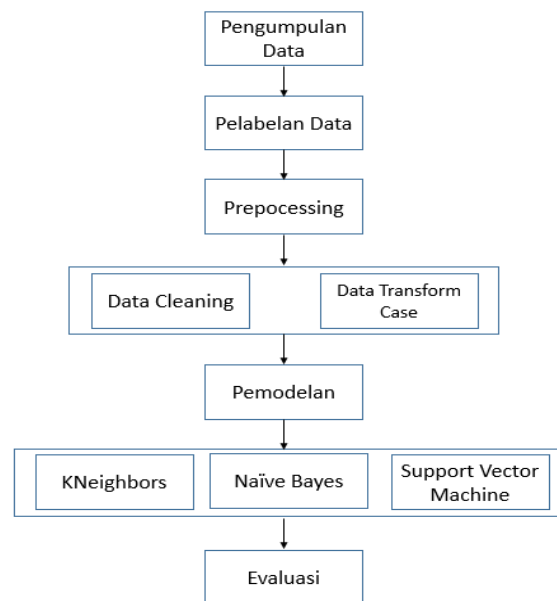 Pengumpulan
Data
Pelabelan Data
Prepocessing
Data Cleaning
Data Transform
Case
Pemodelan
KNeighbors
Naïve Bayes
Support Vector
Machine
Evaluasi